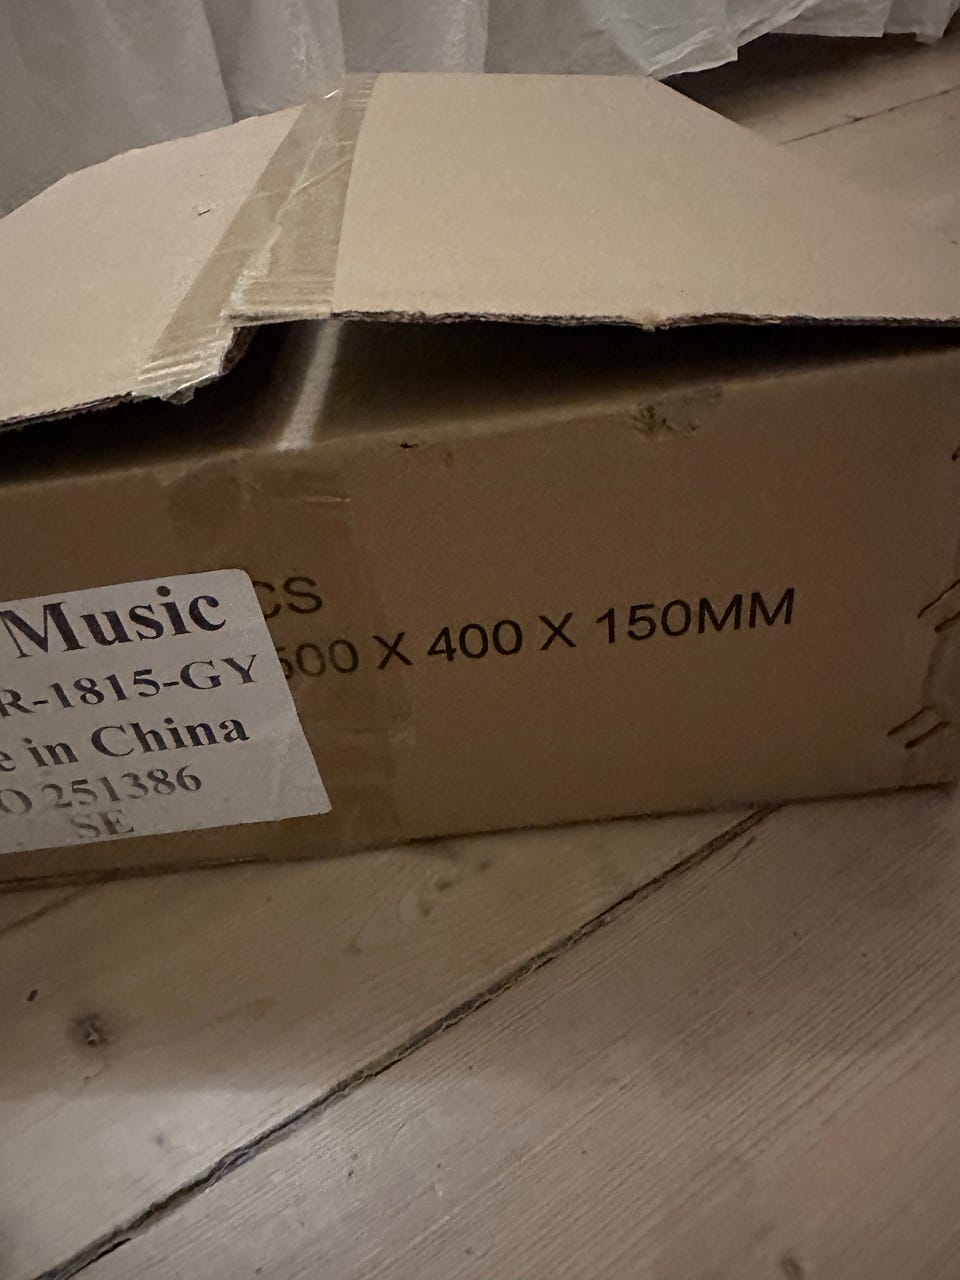 CS
500 X 400 X 150MM
Music
R-1815-GY
e in China
O 251386
SE